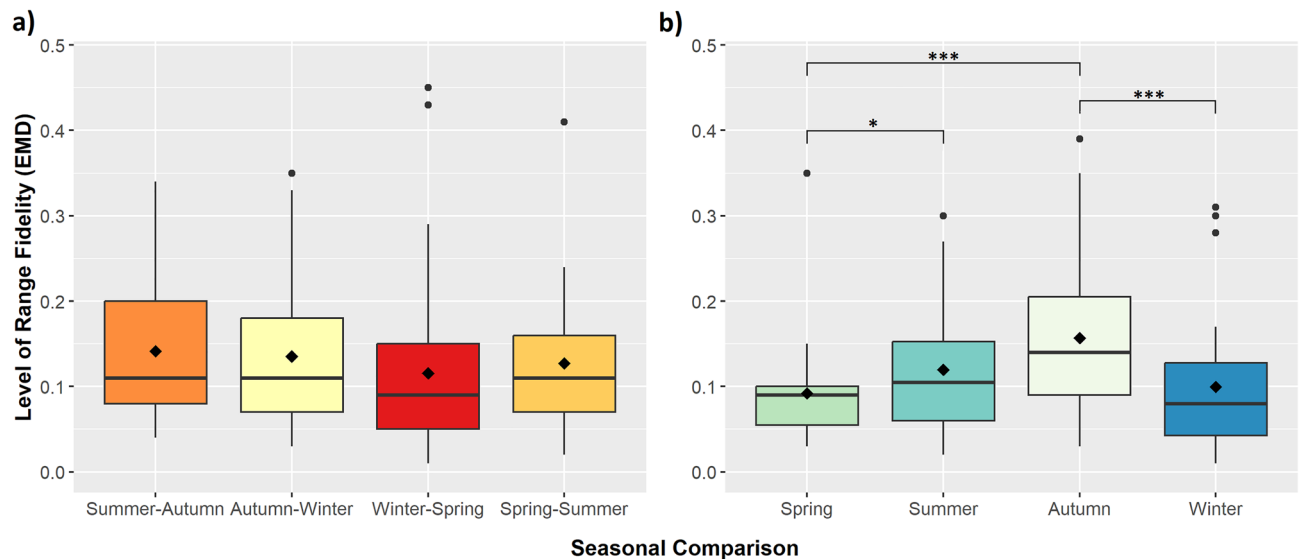 a)
0.5
0.4
0.3
0.2
0.1
0.0
Level of Range Fidelity (EMD)
Summer-Autumn Autumn-Winter Winter-Spring Spring-Summer
b)
0.5
0.4
0.3
0.2
0.1
0.0
***
***
*
Spring Summer Autumn Winter
Seasonal Comparison